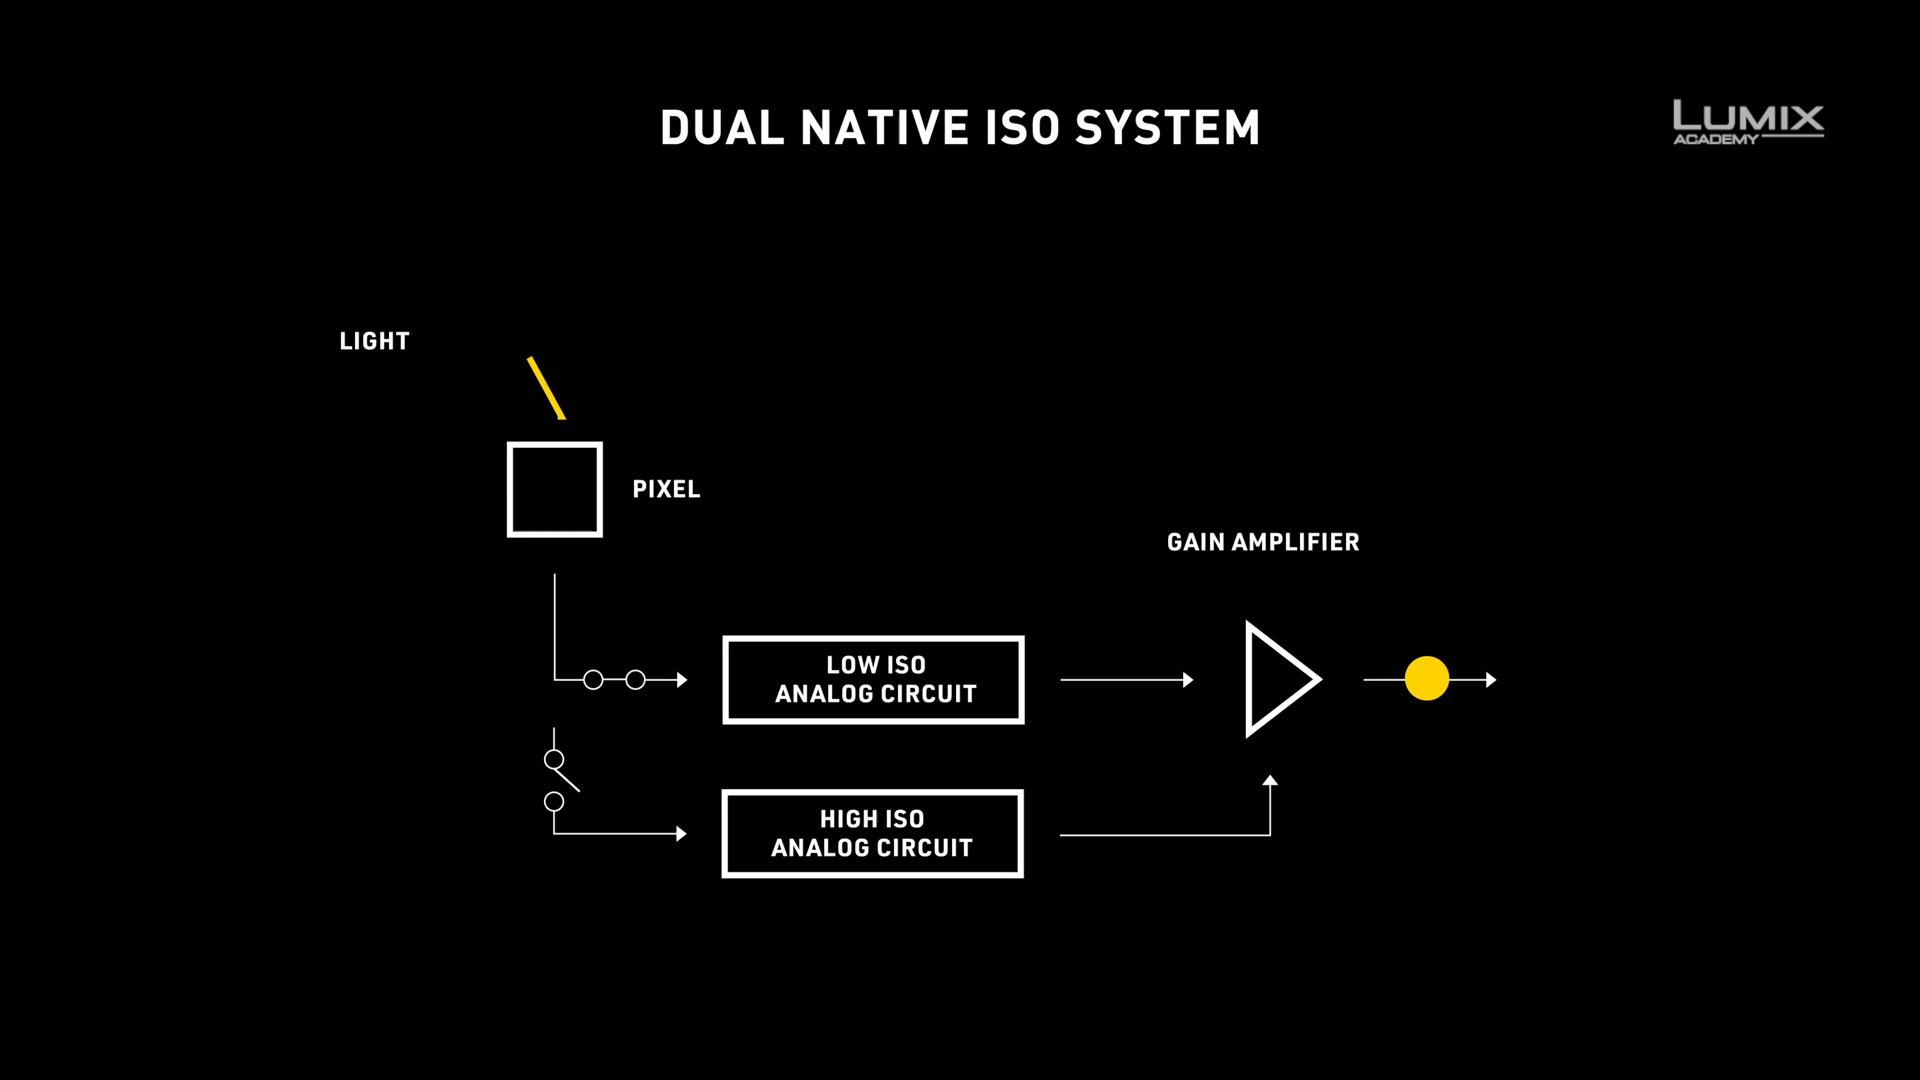 DUAL NATIVE ISO SYSTEM
LUMIX
ACADEMY
LIGHT
PIXEL
GAIN AMPLIFIER
LOW ISO
ANALOG CIRCUIT
HIGH ISO
ANALOG CIRCUIT